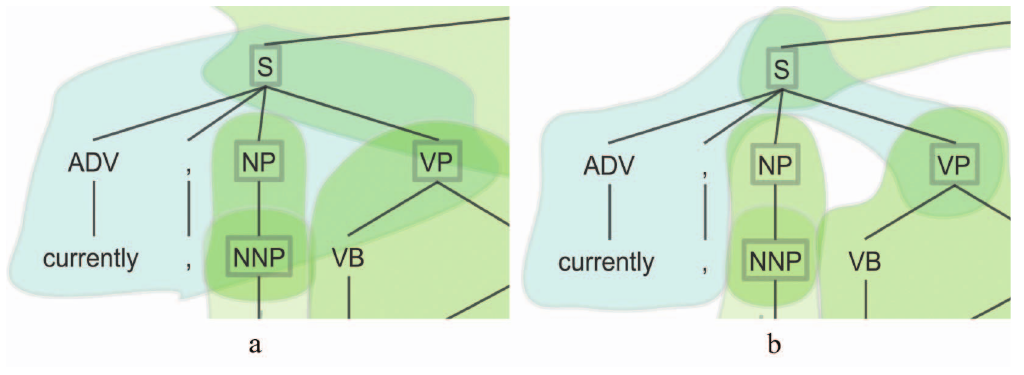 S S
ADV , NP VP ADV , NP VP
currently , NNP VB currently , NNP VB
a b